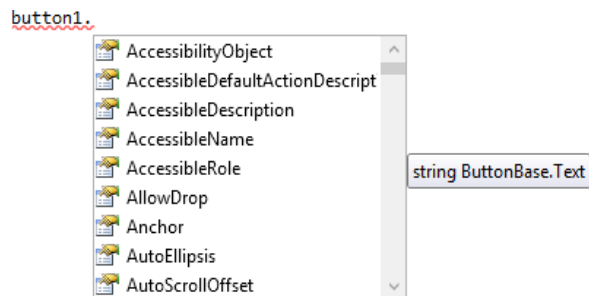 button1.
AccessibilityObject
AccessibleDefaultActionDescript
AccessibleDescription
AccessibleName
AccessibleRole
string ButtonBase.Text
AllowDrop
Anchor
AutoEllipsis
AutoScrollOffset